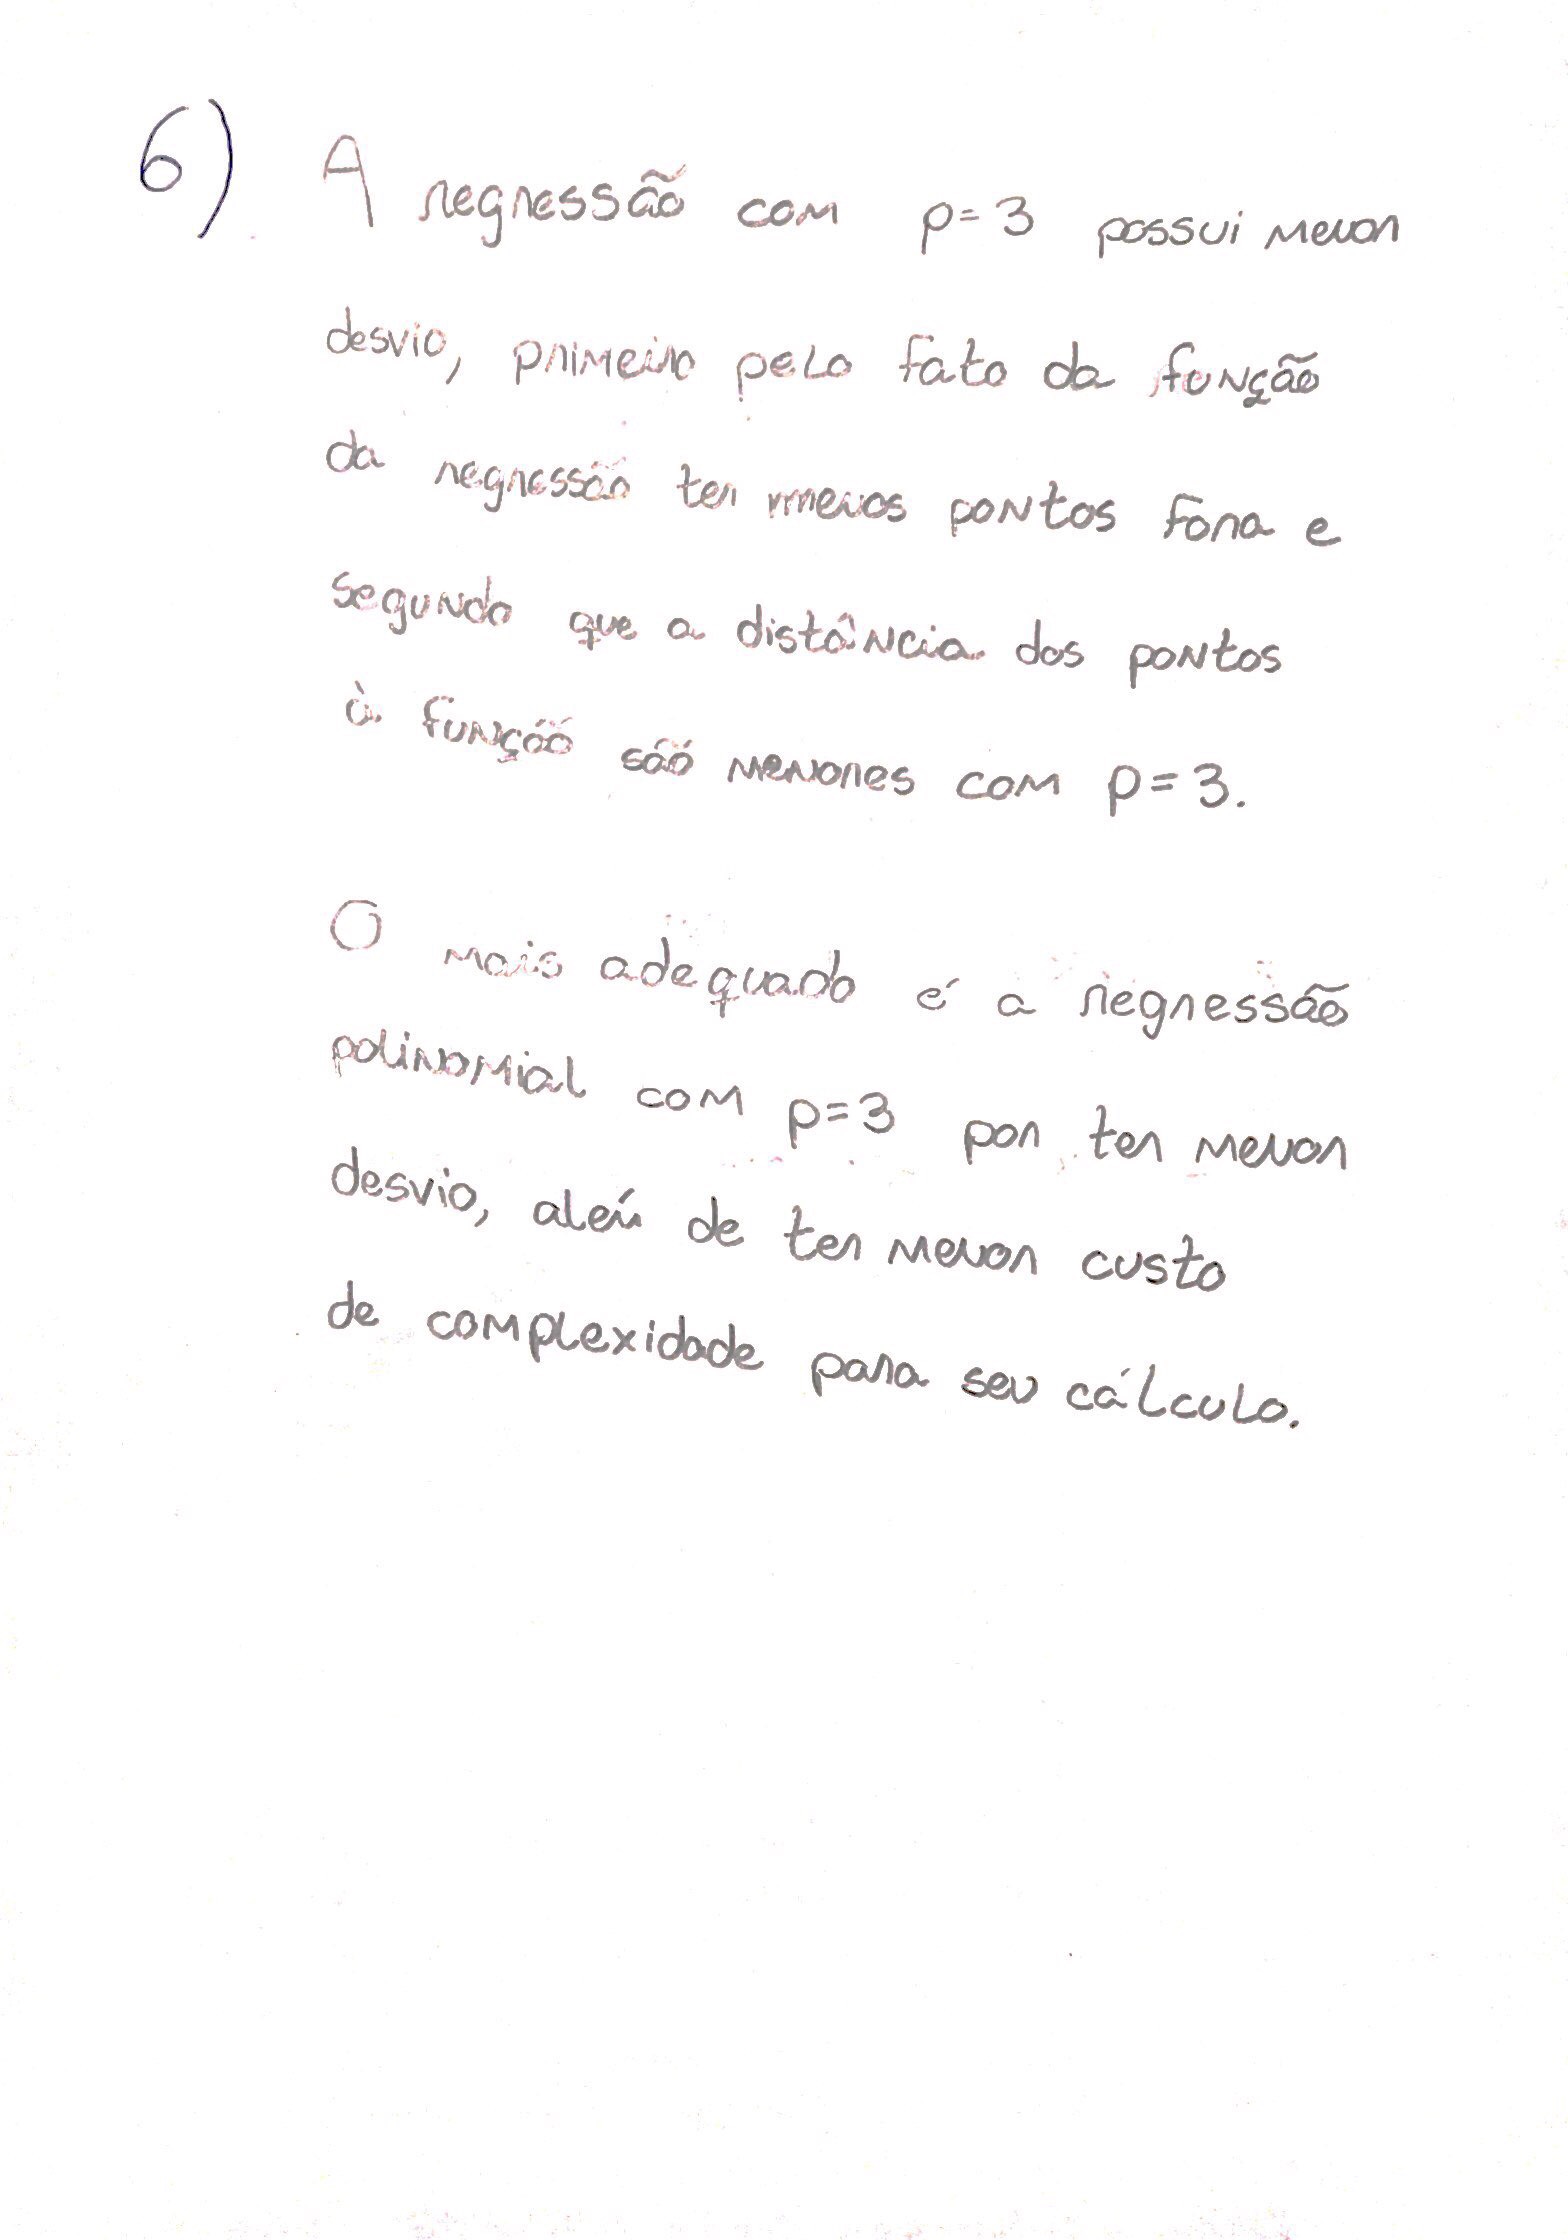 6) A regressão com p=3 possui menor
desvio, primeiro pelo fato da função
da regressão ter menos pontos fora e
segundo que a distância dos pontos
à função são menores com p=3.
O mais adequado é a regressão
polinomial com p=3 por ter menor
desvio, além de ter menor custo
de complexidade para seu cálculo.